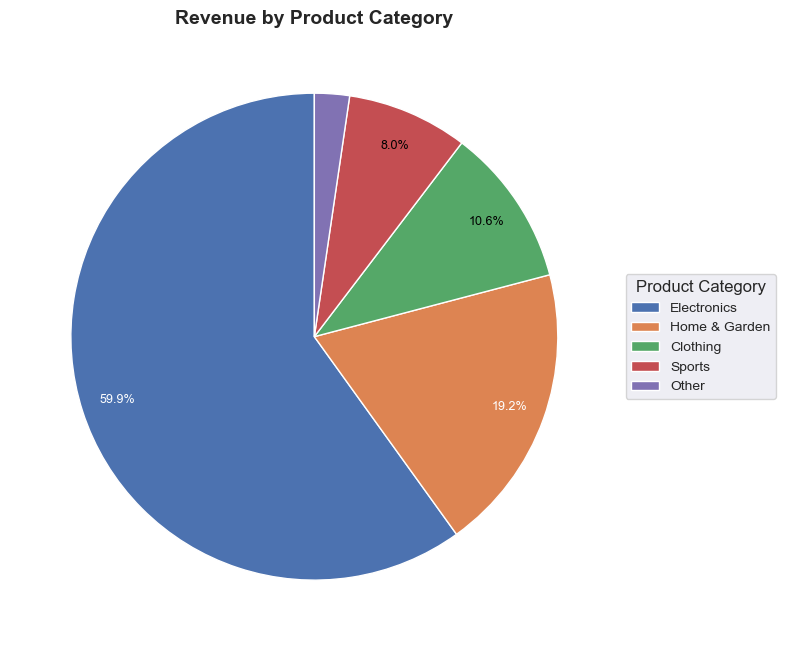 Revenue by Product Category
8.0%
10.6%
59.9%
19.2%
Product Category
Electronics
Home & Garden
Clothing
Sports
Other